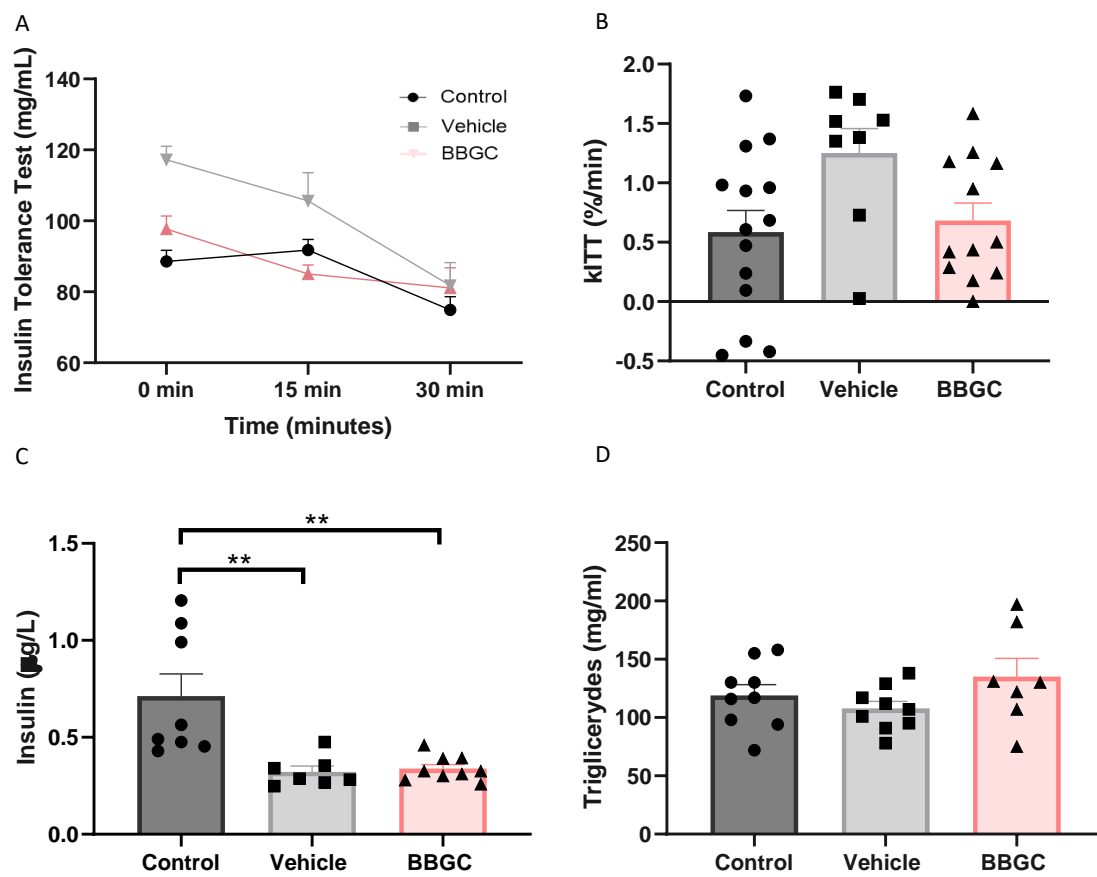 A
Insulin Tolerance Test (mg/mL)
140
120
100
80
60
Control
Vehicle
BBGC
0 min
15 min
30 min
Time (minutes)
B
kITT (%/min)
2.0
1.5
1.0
0.5
0.0
-0.5
Control
Vehicle
BBGC
C
Insulin (µg/L)
1.5
1.0
0.5
0.0
**
**
Control
Vehicle
BBGC
D
Triglicerydes (mg/ml)
250
200
150
100
50
0
Control
Vehicle
BBGC